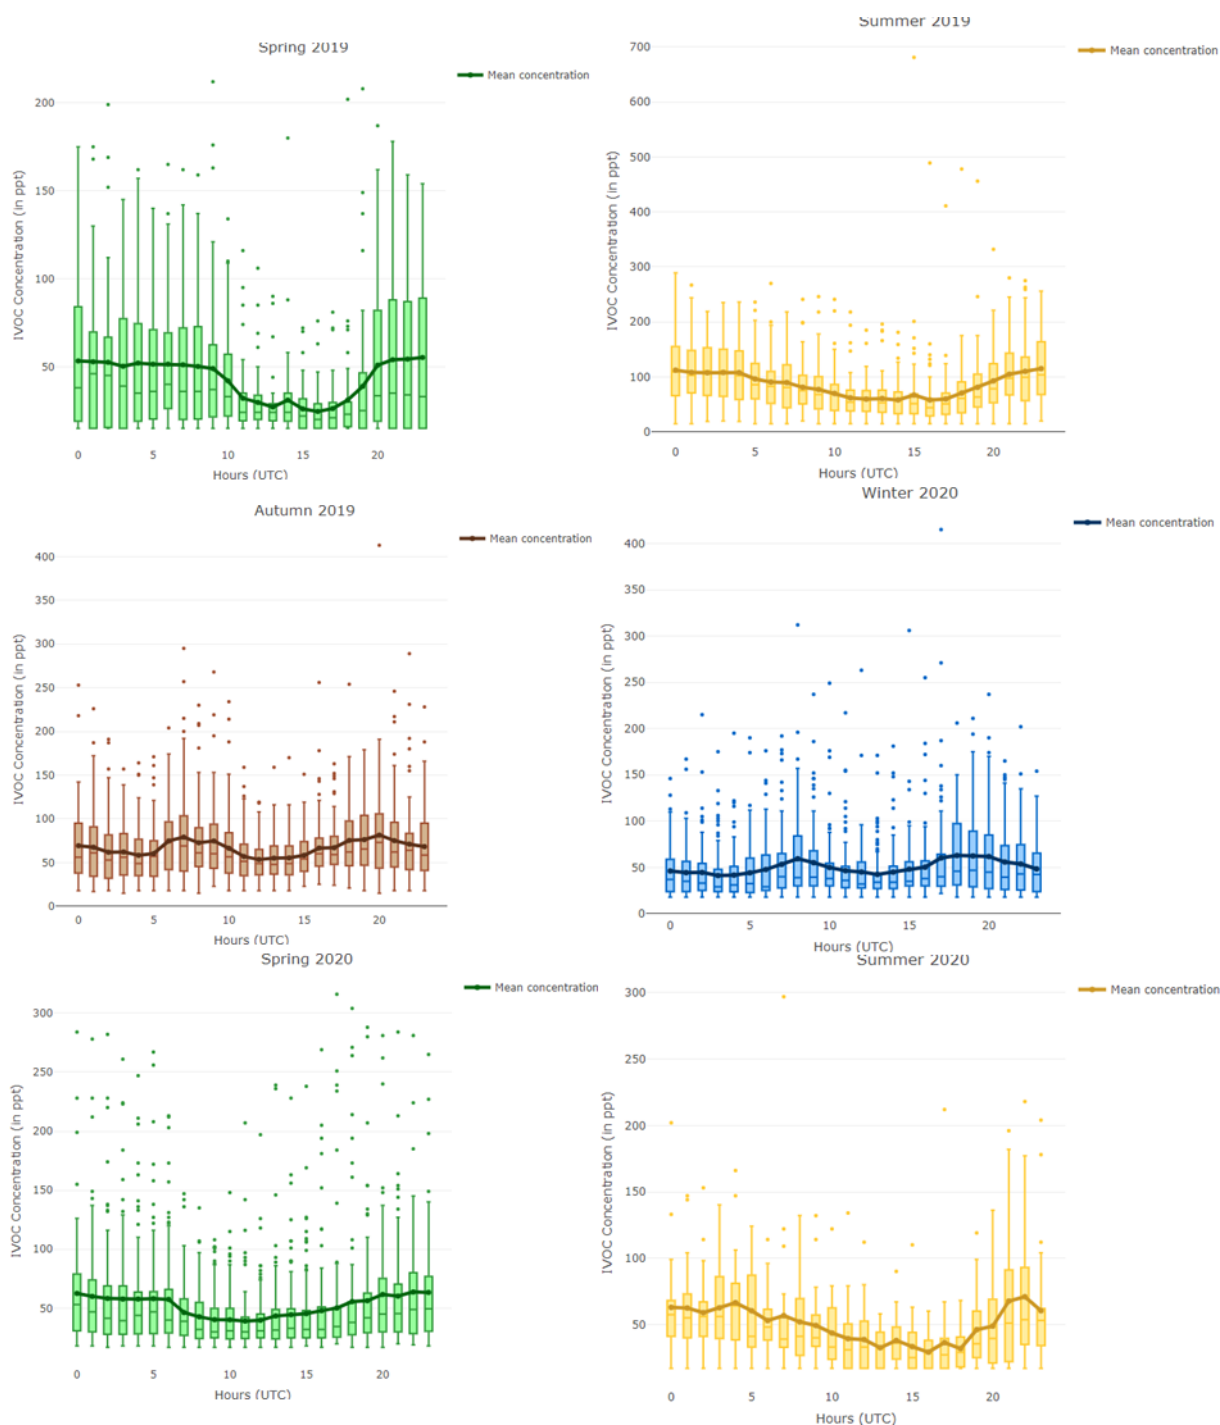 Spring 2019
Mean concentration
IVOC Concentration (in ppt)
200
150
100
50
0 5 10 15 20
Hours (UTC)
Summer 2019
Mean concentration
IVOC Concentration (in ppt)
700
600
500
400
300
200
100
0
0 5 10 15 20
Hours (UTC)
Autumn 2019
Mean concentration
IVOC Concentration (in ppt)
400
350
300
250
200
150
100
50
0
0 5 10 15 20
Hours (UTC)
Winter 2020
Mean concentration
IVOC Concentration (in ppt)
400
350
300
250
200
150
100
50
0
0 5 10 15 20
Hours (UTC)
Spring 2020
Mean concentration
IVOC Concentration (in ppt)
300
250
200
150
100
50
0 5 10 15 20
Hours (UTC)
Summer 2020
Mean concentration
IVOC Concentration (in ppt)
300
250
200
150
100
50
0 5 10 15 20
Hours (UTC)